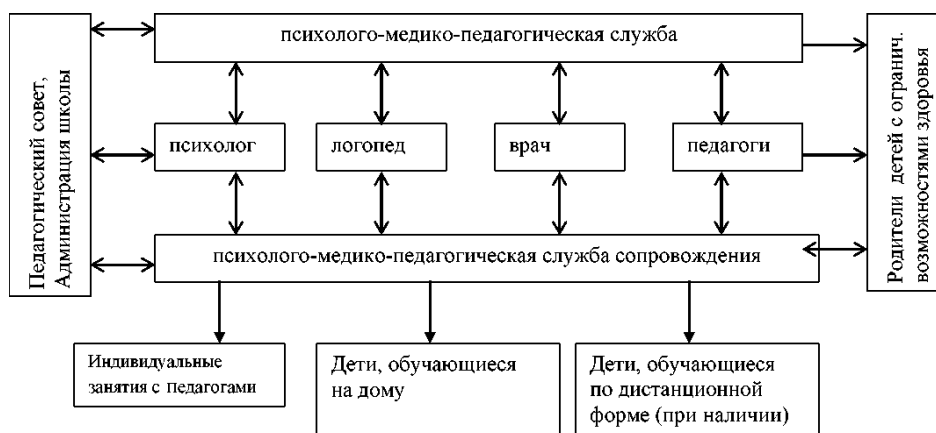 Педагогический совет,
Администрация школы
психолого-медико-педагогическая служба
психолог
логопед
врач
педагоги
психолого-медико-педагогическая служба сопровождения
Родители детей с огранич.
возможностями здоровья
Индивидуальные
занятия с педагогами
Дети, обучающиеся
на дому
Дети, обучающиеся
по дистанционной
форме (при наличии)